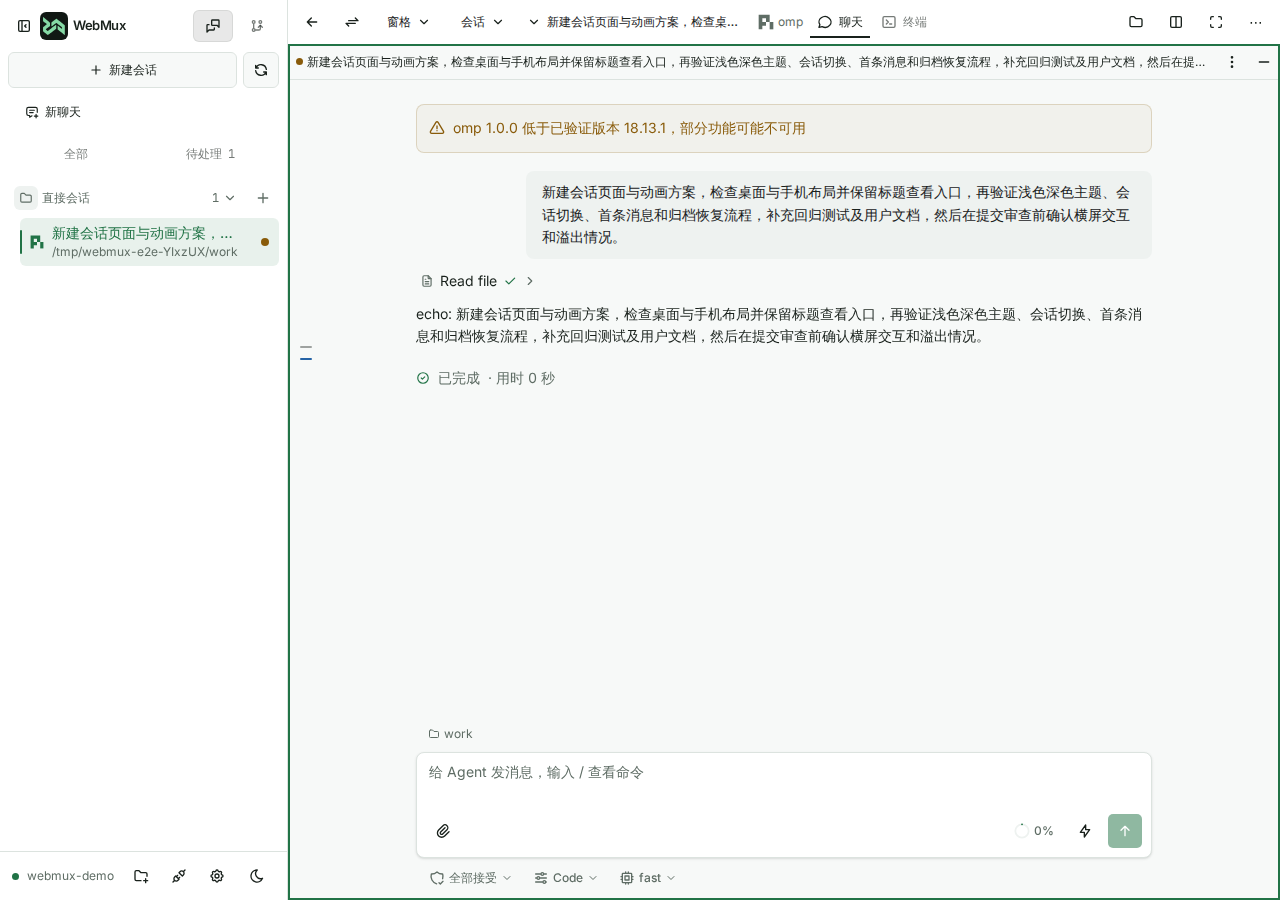 WebMux
新建会话
新聊天
全部
待处理 1
直接会话
1
新建会话页面与动画方案，...
/tmp/webmux-e2e-YlxzUX/work
webmux-demo
窗格
会话
新建会话页面与动画方案，检查桌...
omp
聊天
终端
新建会话页面与动画方案，检查桌面与手机布局并保留标题查看入口，再验证浅色深色主题、会话切换、首条消息和归档恢复流程，补充回归测试及用户文档，然后在提...
omp 1.0.0 低于已验证版本 18.13.1，部分功能可能不可用
新建会话页面与动画方案，检查桌面与手机布局并保留标题查看入口，再验证浅色深色主题、会
话切换、首条消息和归档恢复流程，补充回归测试及用户文档，然后在提交审查前确认横屏交互
和溢出情况。
Read file
echo: 新建会话页面与动画方案，检查桌面与手机布局并保留标题查看入口，再验证浅色深色主题、会话切换、首条消
息和归档恢复流程，补充回归测试及用户文档，然后在提交审查前确认横屏交互和溢出情况。
已完成 · 用时 0 秒
work
给 Agent 发消息，输入 / 查看命令
0%
全部接受
Code
fast